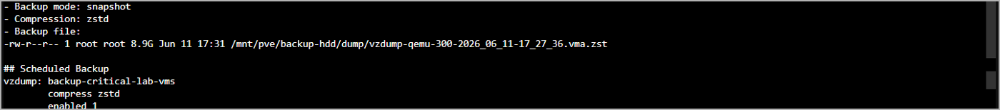 - Backup mode: snapshot
- Compression: zstd
- Backup file:
-rw-r--r-- 1 root root 8.9G Jun 11 17:31 /mnt/pve/backup-hdd/dump/vzdump-qemu-300-2026_06_11-17_27_36.vma.zst
## Scheduled Backup
vzdump: backup-critical-lab-vms
compress zstd
enabled 1